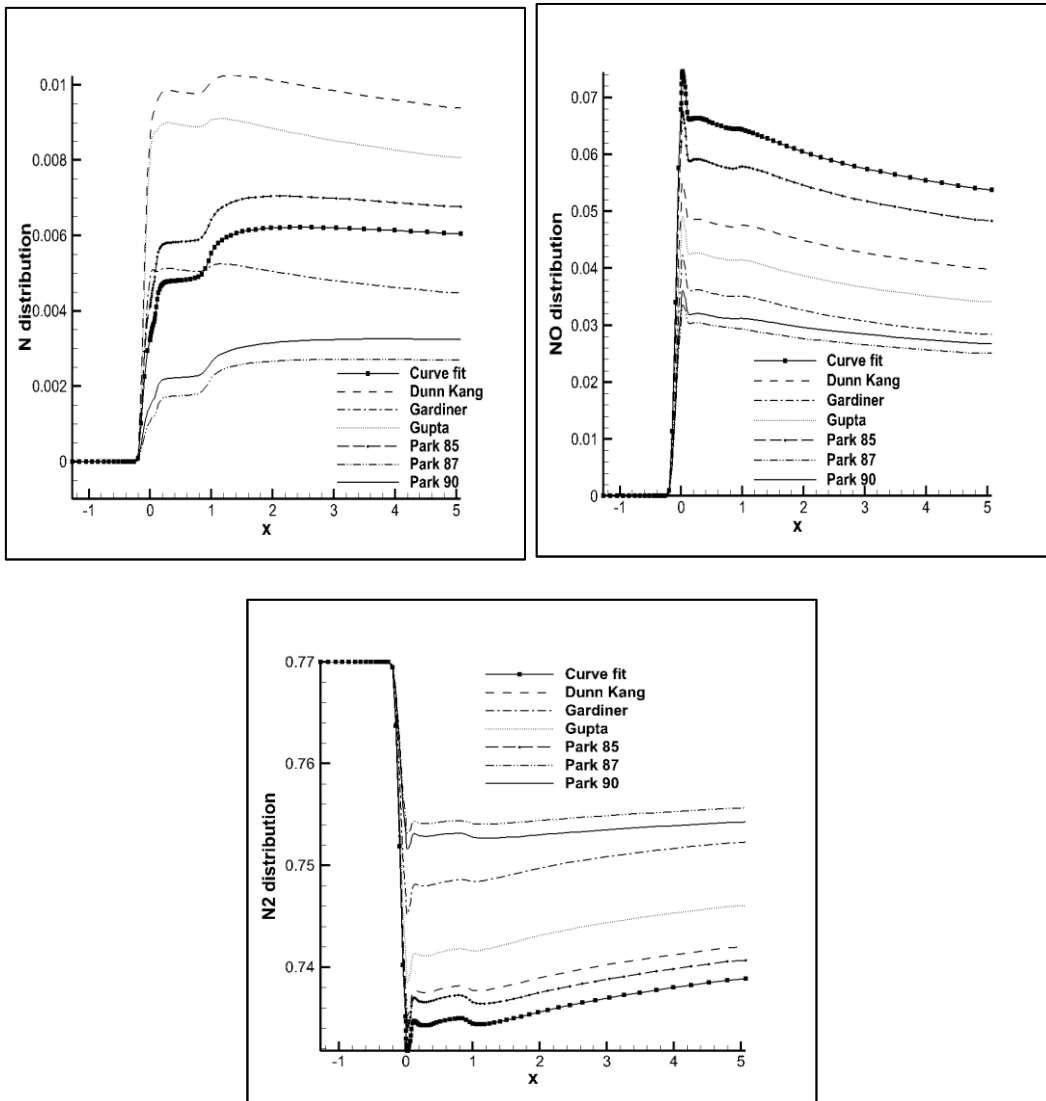 N distribution
0.01
0.008
0.006
0.004
0.002
0
Curve fit
Dunn Kang
Gardiner
Gupta
Park 85
Park 87
Park 90
-1 0 1 2 3 4 5
x
NO distribution
0.07
0.06
0.05
0.04
0.03
0.02
0.01
0
Curve fit
Dunn Kang
Gardiner
Gupta
Park 85
Park 87
Park 90
-1 0 1 2 3 4 5
x
N2 distribution
0.77
0.76
0.75
0.74
Curve fit
Dunn Kang
Gardiner
Gupta
Park 85
Park 87
Park 90
-1 0 1 2 3 4 5
x